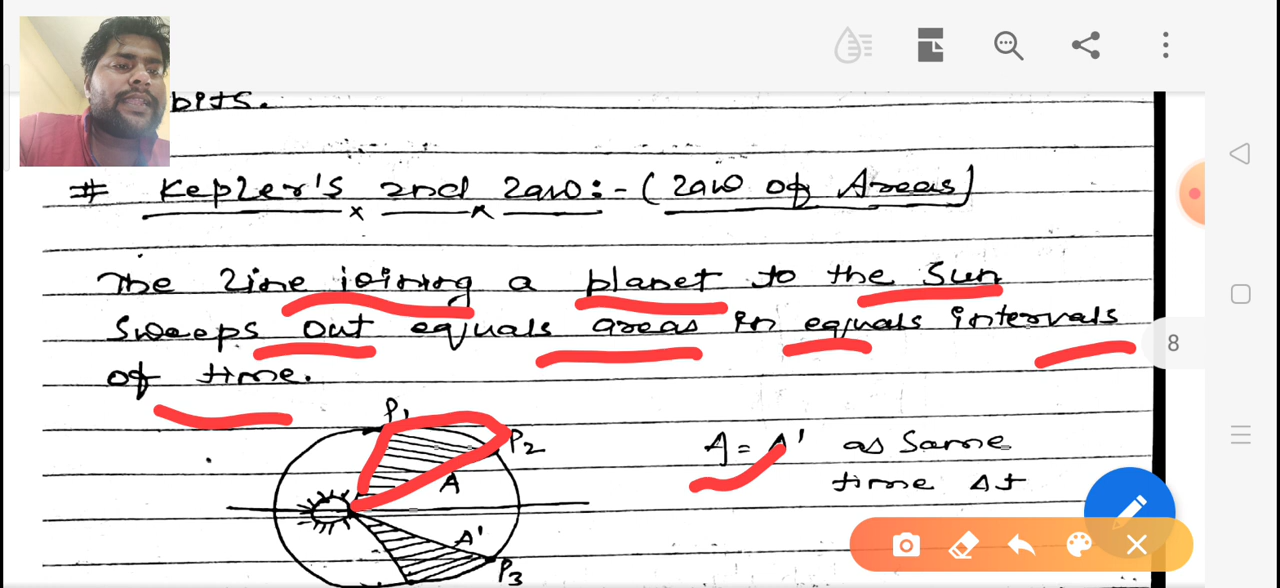 bits.
# Kepler's 2nd Law:- (Law of Areas)
The Line joining a planet to the Sun
Sweeps out equals areas in equals intervals
of time.
8
P1
P2
A = A' as Same
time Δt
A
A'
P3